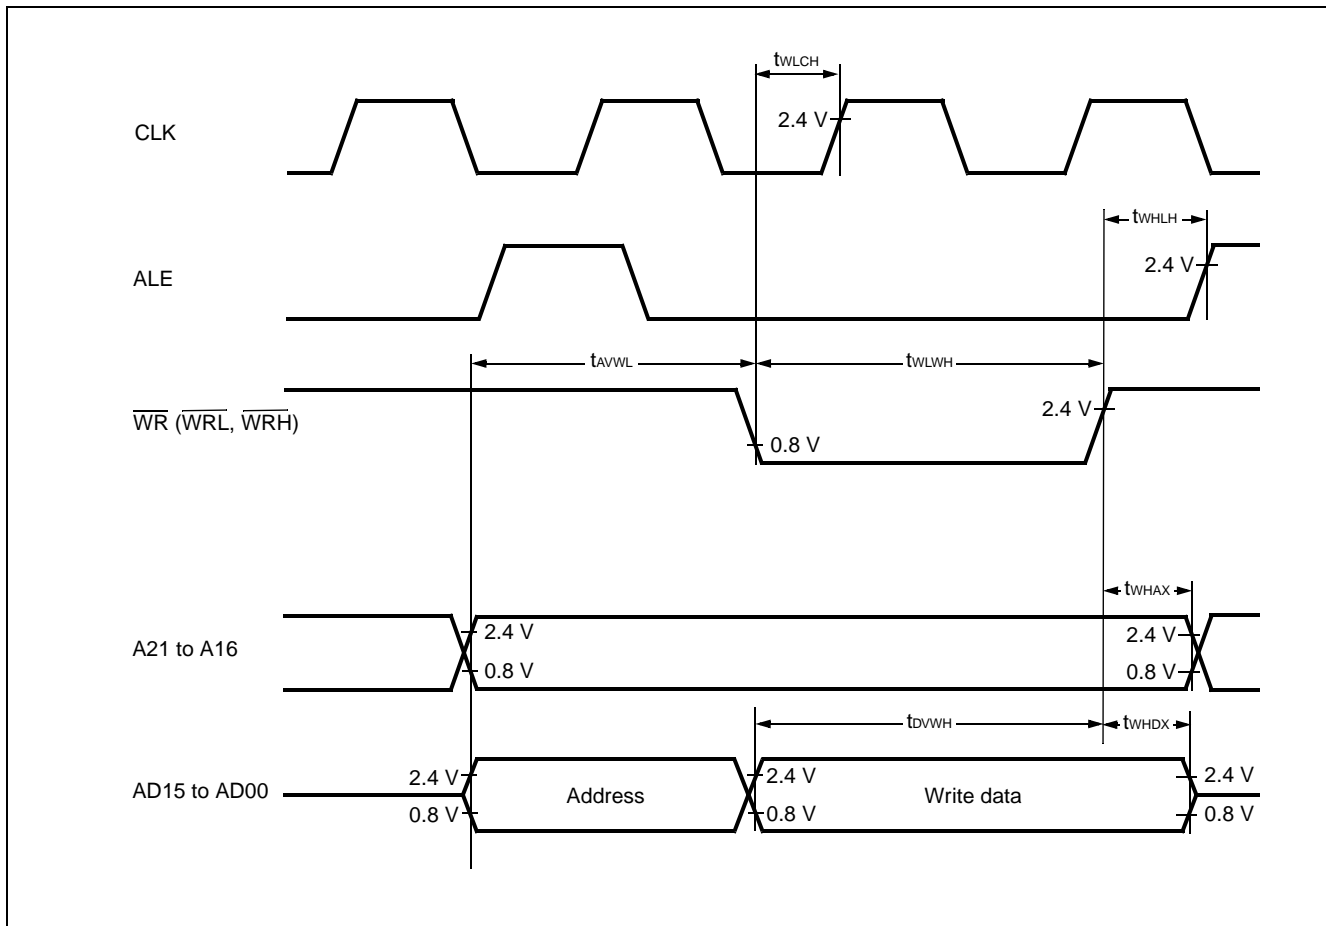 tWLCH
CLK
2.4 V
tWHLH
ALE
2.4 V
tAVWL
tWLWH
WR (WRL, WRH)
2.4 V
0.8 V
tWHAX
A21 to A16
2.4 V
2.4 V
0.8 V
0.8 V
tDVWH
tWHDX
AD15 to AD00
2.4 V
2.4 V
2.4 V
Address
Write data
0.8 V
0.8 V
0.8 V